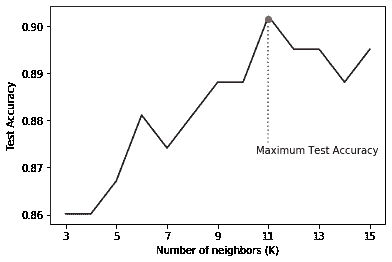 0.90
0.89
0.88
0.87
0.86
Test Accuracy
Maximum Test Accuracy
3 5 7 9 11 13 15
Number of neighbors (K)